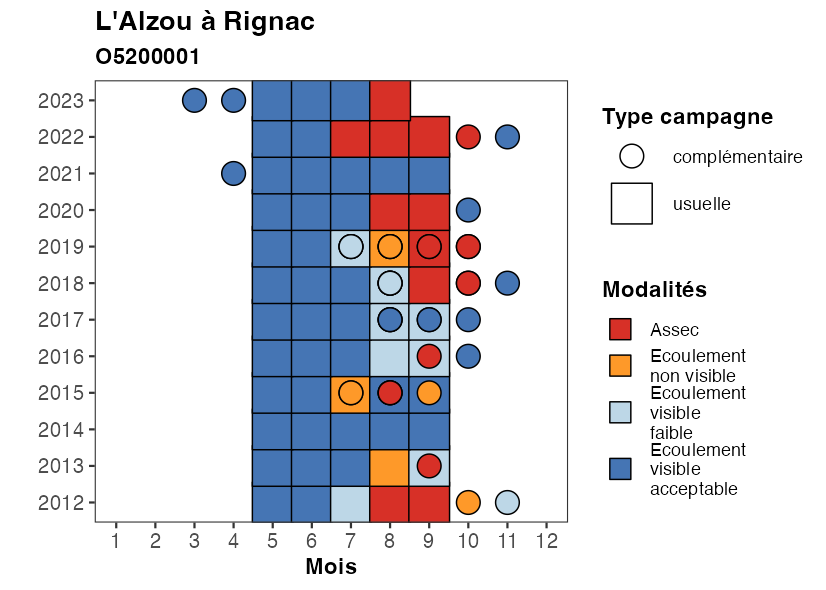 L'Alzou à Rignac
O5200001
2023
2022
2021
2020
2019
2018
2017
2016
2015
2014
2013
2012
1 2 3 4 5 6 7 8 9 10 11 12
Mois
Type campagne
complémentaire
usuelle
Modalités
Assec
Ecoulement
non visible
Ecoulement
visible
faible
Ecoulement
visible
acceptable